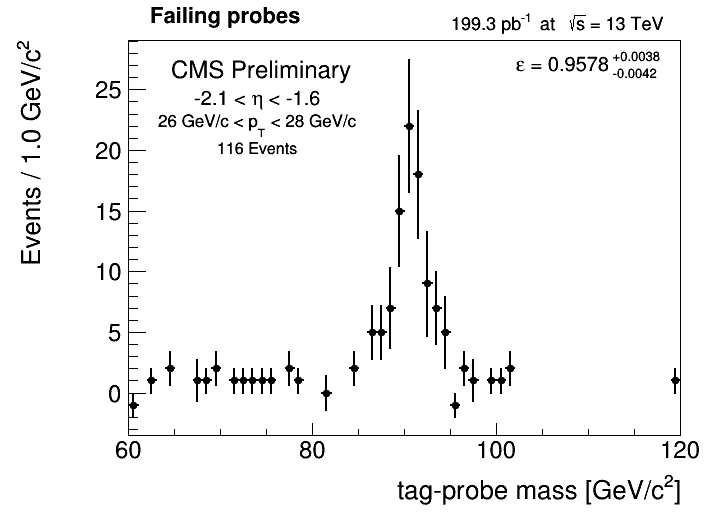 Failing probes
199.3 pb⁻¹ at √s = 13 TeV
CMS Preliminary
ε = 0.9578 +0.0038 -0.0042
-2.1 < η < -1.6
26 GeV/c < p_T < 28 GeV/c
116 Events
Events / 1.0 GeV/c²
25
20
15
10
5
0
60 80 100 120
tag-probe mass [GeV/c²]